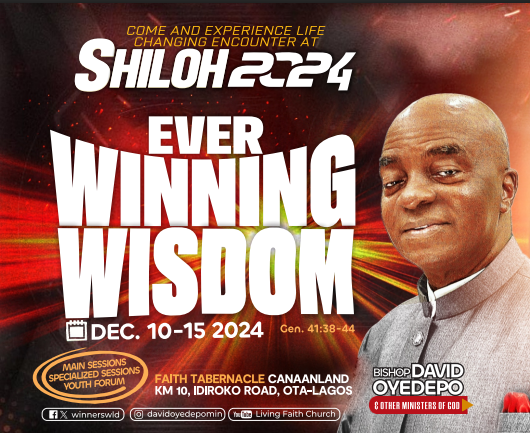 COME AND EXPERIENCE LIFE
CHANGING ENCOUNTER AT
SHILOH 2024
EVER
WINNING
WISDOM
DEC. 10-15 2024 Gen. 41:38-44
MAIN SESSIONS
SPECIALIZED SESSIONS
YOUTH FORUM
FAITH TABERNACLE CANAANLAND
KM 10, IDIROKO ROAD, OTA-LAGOS
BISHOP DAVID
OYEDEPO
& OTHER MINISTERS OF GOD
winnerswld davidoyedepomin YouTube Living Faith Church